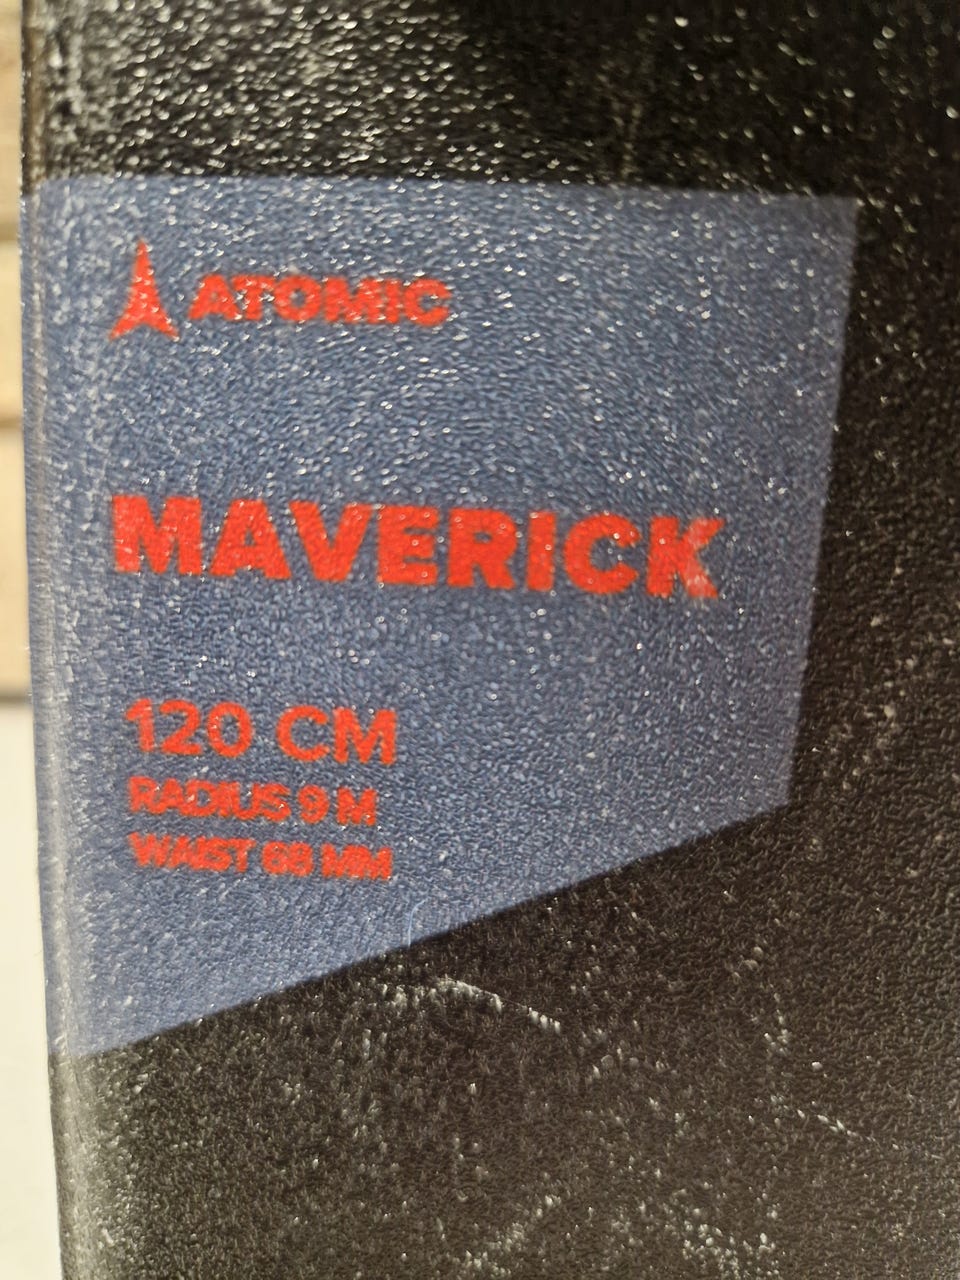 ATOMIC
MAVERICK
120 CM
RADIUS 9 M
WAIST 68 MM